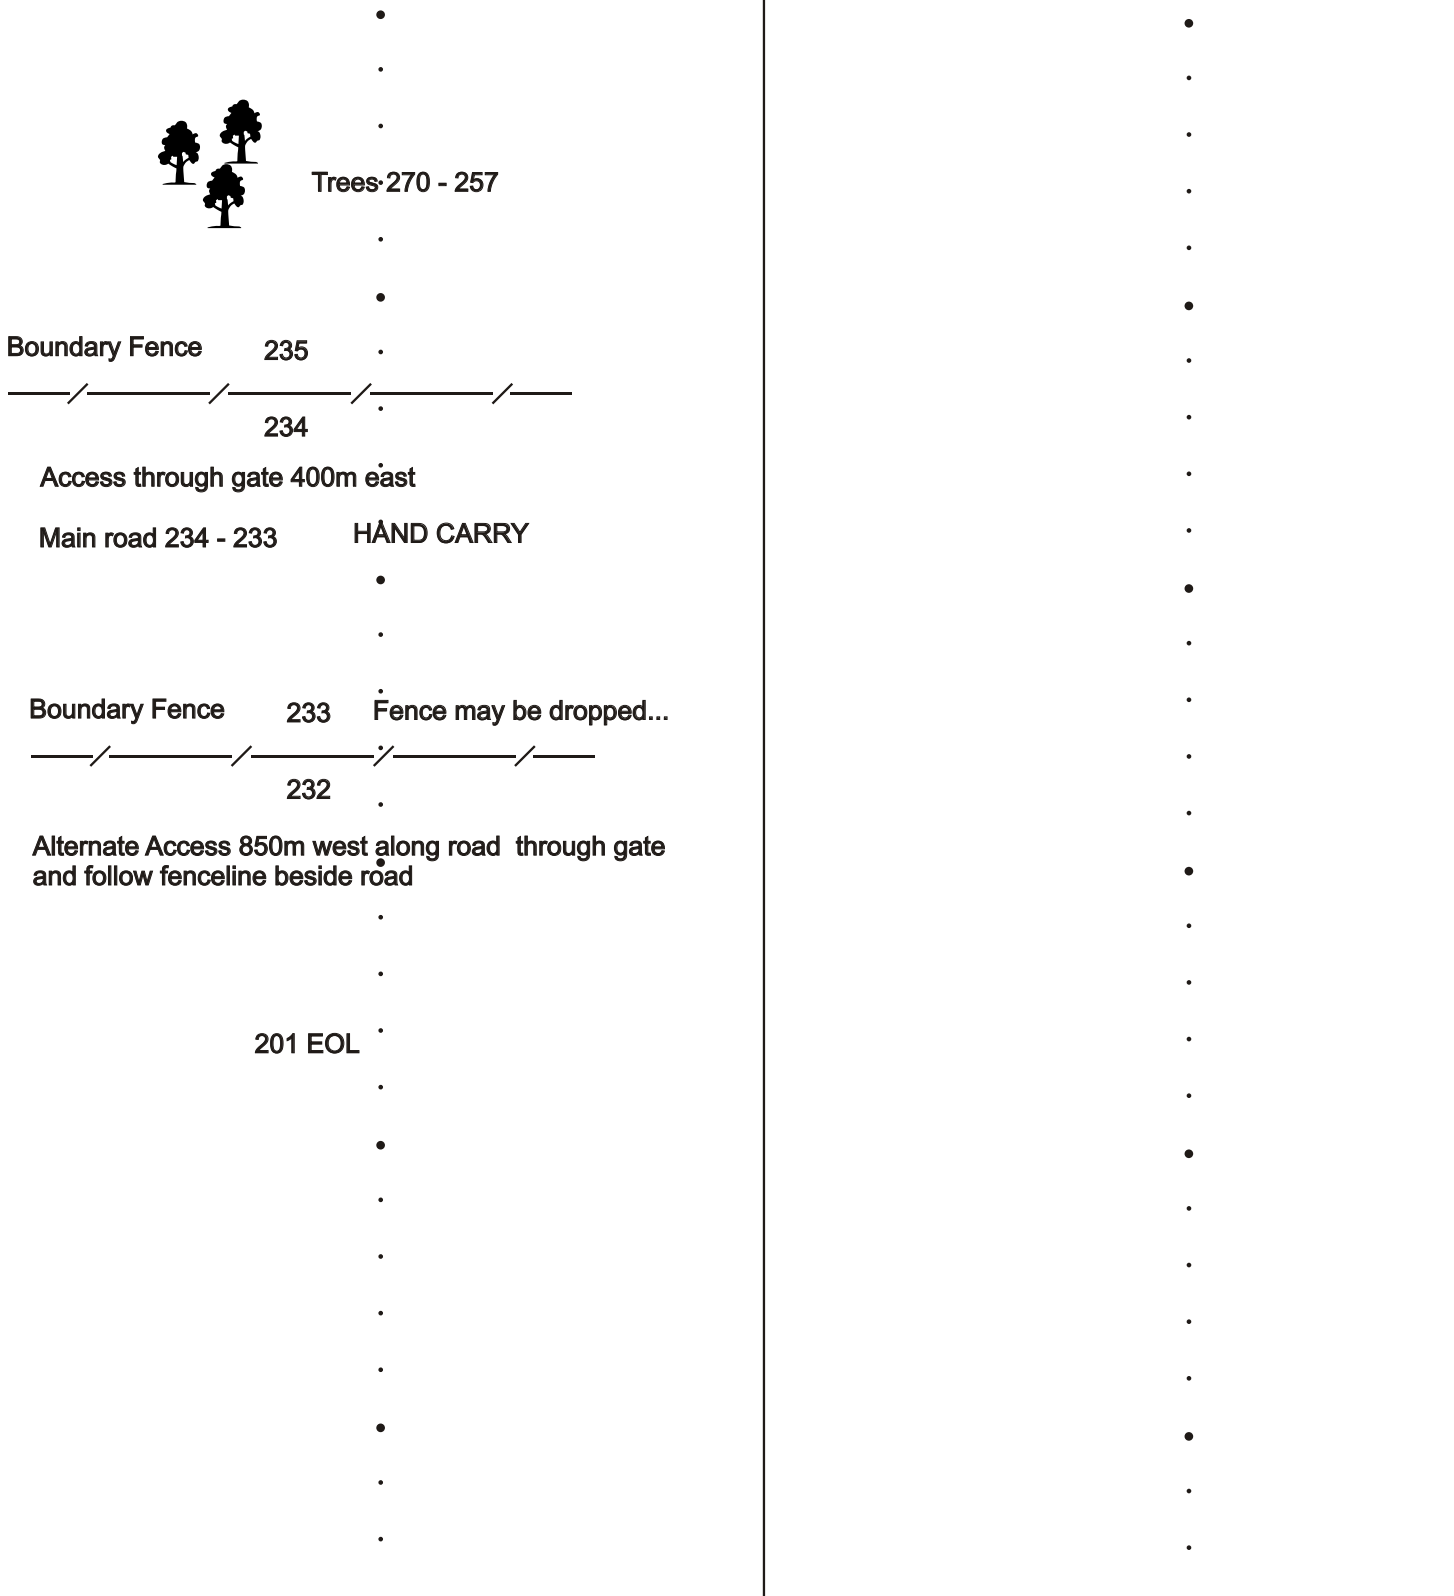 Trees 270 - 257
Boundary Fence 235
234
Access through gate 400m east
Main road 234 - 233 HAND CARRY
Boundary Fence 233 Fence may be dropped...
232
Alternate Access 850m west along road through gate
and follow fenceline beside road
201 EOL